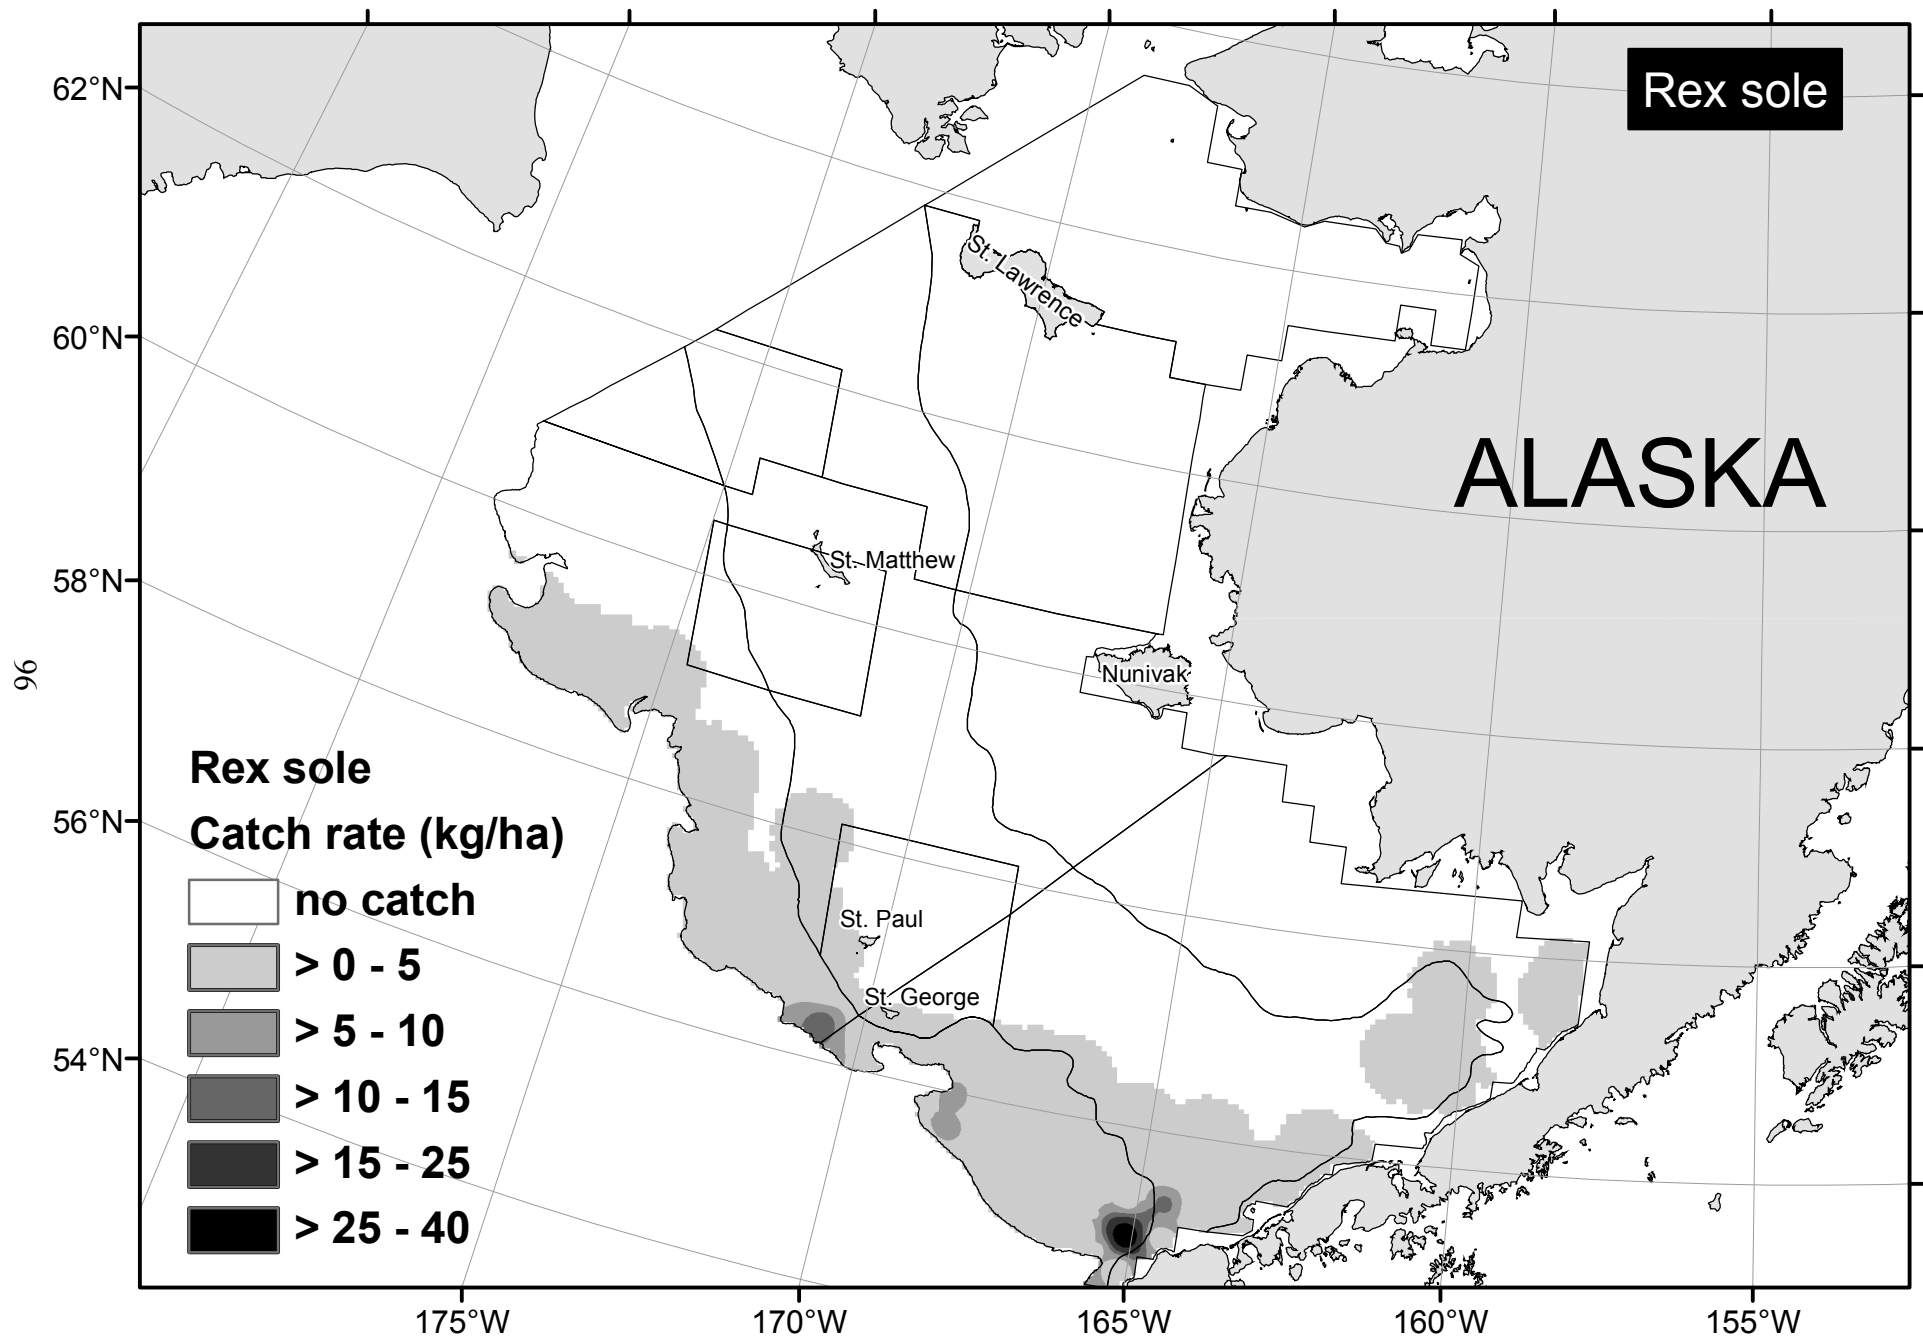 Rex sole
62°N
60°N
58°N
56°N
54°N
St. Lawrence
ALASKA
St. Matthew
Nunivak
St. Paul
St. George
Rex sole
Catch rate (kg/ha)
no catch
> 0 - 5
> 5 - 10
> 10 - 15
> 15 - 25
> 25 - 40
175°W
170°W
165°W
160°W
155°W
96